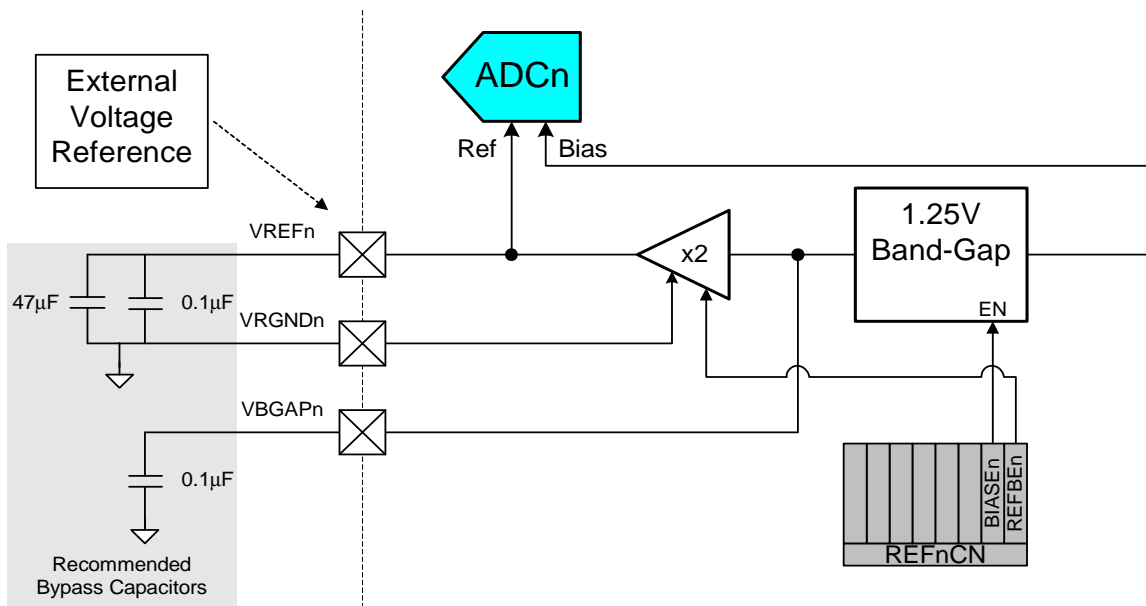 External
Voltage
Reference
ADCn
Ref
Bias
VREFn
x2
1.25V
Band-Gap
EN
47μF
0.1μF
VRGNDn
VBGAPn
0.1μF
BIASEn
REFBEn
REFnCN
Recommended
Bypass Capacitors